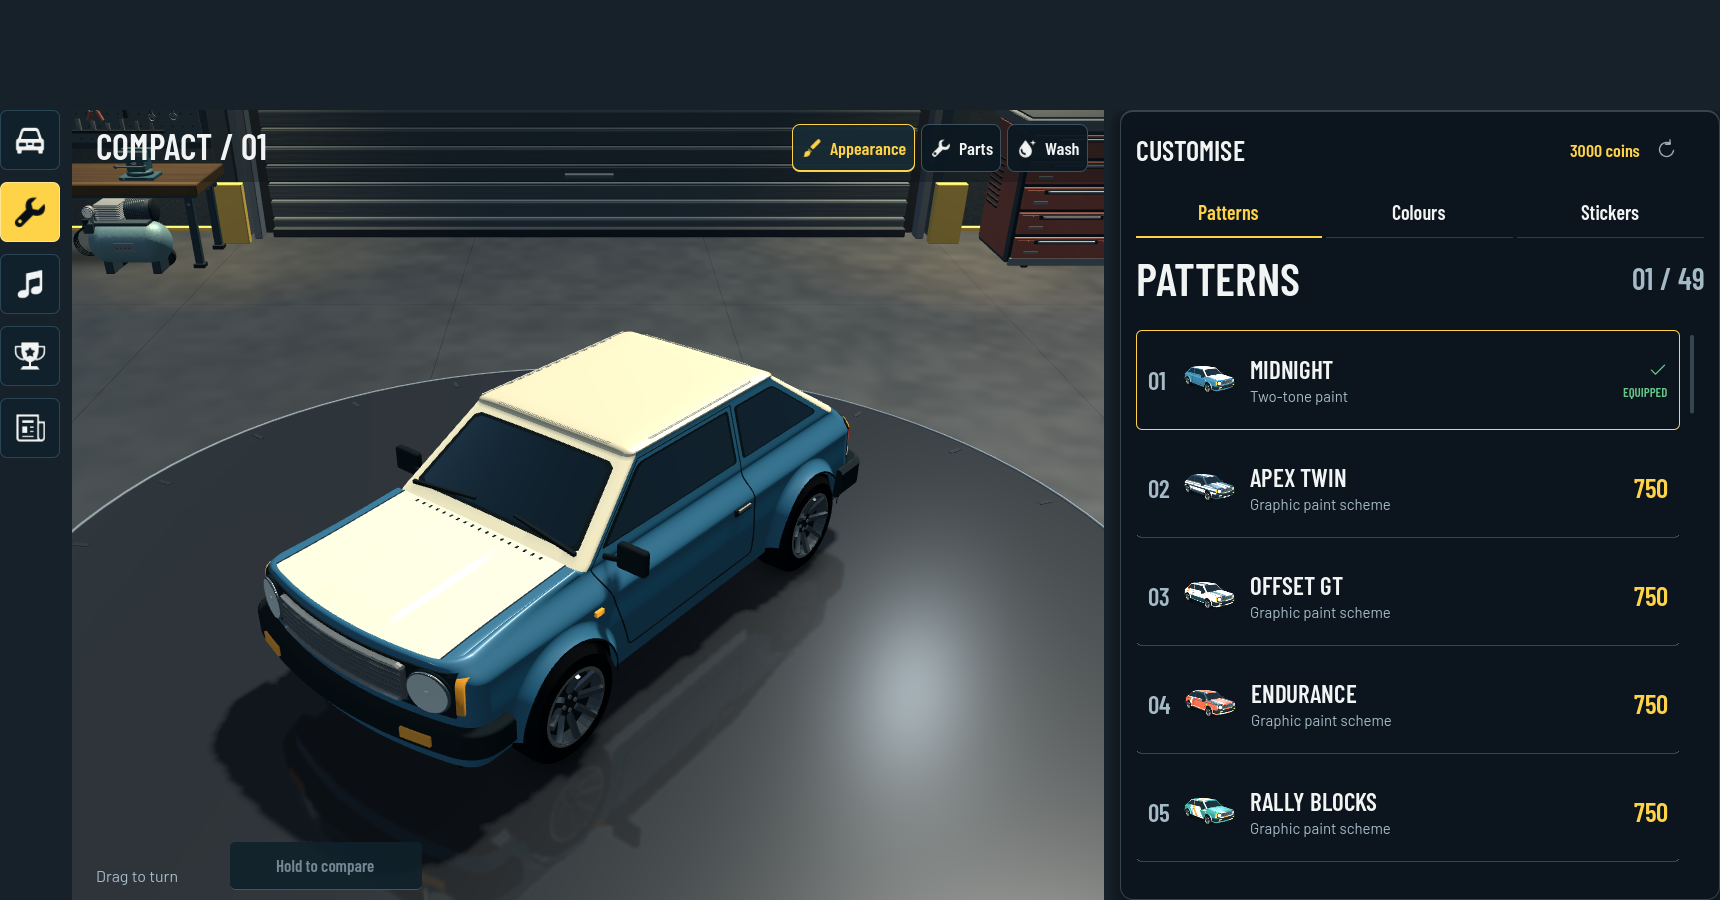 COMPACT / 01
Appearance
Parts
Wash
Drag to turn
Hold to compare
CUSTOMISE
3000 coins
Patterns
Colours
Stickers
PATTERNS
01 / 49
01
MIDNIGHT
Two-tone paint
EQUIPPED
02
APEX TWIN
Graphic paint scheme
750
03
OFFSET GT
Graphic paint scheme
750
04
ENDURANCE
Graphic paint scheme
750
05
RALLY BLOCKS
Graphic paint scheme
750